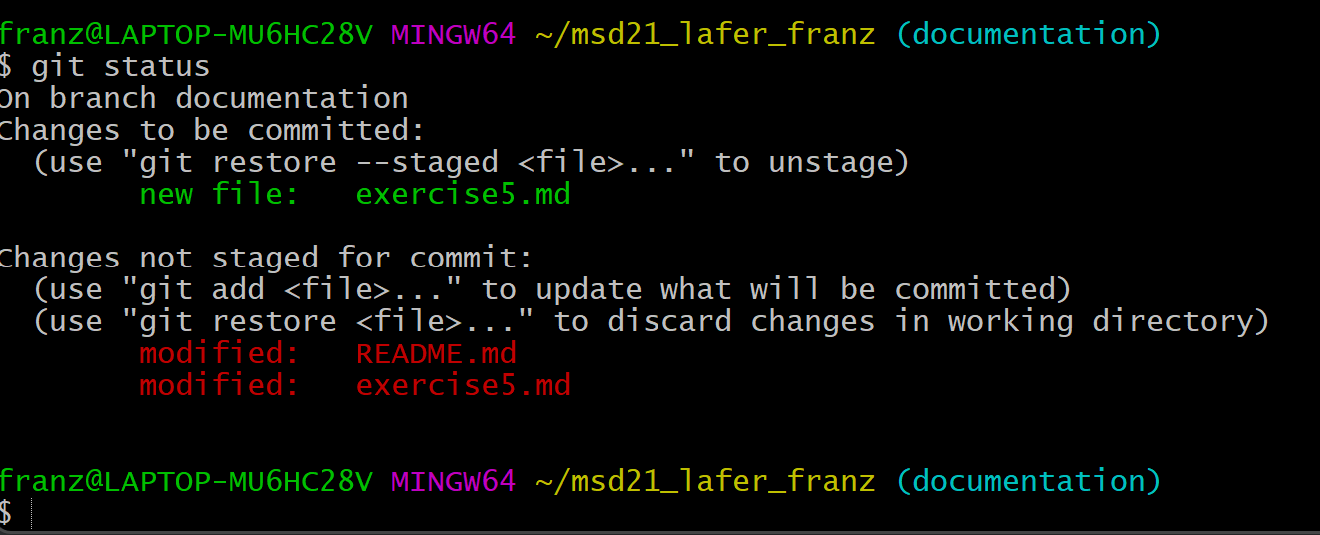 franz@LAPTOP-MU6HC28V MINGW64 ~/msd21_lafer_franz (documentation)
$ git status
On branch documentation
Changes to be committed:
  (use "git restore --staged <file>..." to unstage)
        new file:   exercise5.md

Changes not staged for commit:
  (use "git add <file>..." to update what will be committed)
  (use "git restore <file>..." to discard changes in working directory)
        modified:   README.md
        modified:   exercise5.md


franz@LAPTOP-MU6HC28V MINGW64 ~/msd21_lafer_franz (documentation)
$